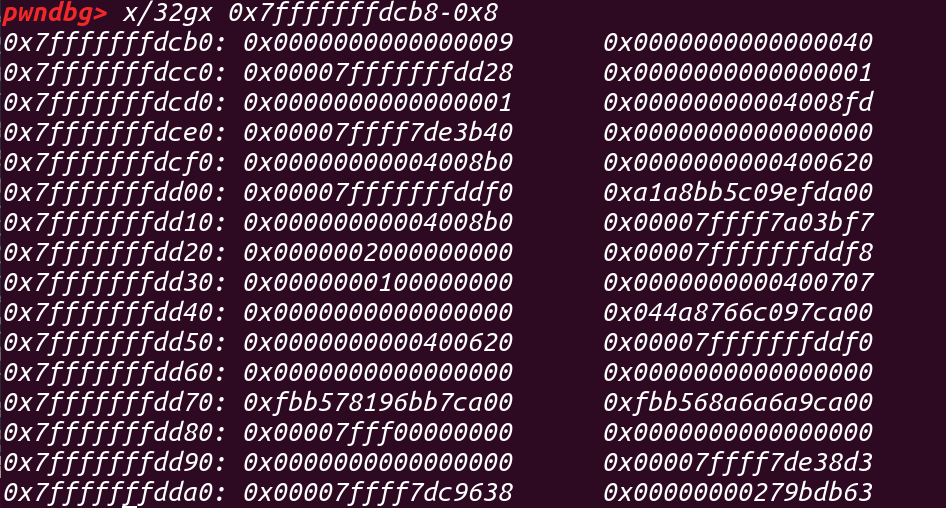 pwndbg> x/32gx 0x7fffffffdcb8-0x8
0x7fffffffdcb0: 0x0000000000000009 0x0000000000000040
0x7fffffffdcc0: 0x00007fffffffdd28 0x0000000000000001
0x7fffffffdcd0: 0x0000000000000001 0x00000000004008fd
0x7fffffffdce0: 0x00007ffff7de3b40 0x0000000000000000
0x7fffffffdcf0: 0x00000000004008b0 0x0000000000400620
0x7fffffffdd00: 0x00007fffffffddf0 0xa1a8bb5c09efda00
0x7fffffffdd10: 0x00000000004008b0 0x00007ffff7a03bf7
0x7fffffffdd20: 0x0000002000000000 0x00007fffffffddf8
0x7fffffffdd30: 0x0000000100000000 0x0000000000400707
0x7fffffffdd40: 0x0000000000000000 0x044a8766c097ca00
0x7fffffffdd50: 0x0000000000400620 0x00007fffffffddf0
0x7fffffffdd60: 0x0000000000000000 0x0000000000000000
0x7fffffffdd70: 0xfbb578196bb7ca00 0xfbb568a6a6a9ca00
0x7fffffffdd80: 0x00007fff00000000 0x0000000000000000
0x7fffffffdd90: 0x0000000000000000 0x00007ffff7de38d3
0x7fffffffdda0: 0x00007ffff7dc9638 0x00000000279bdb63